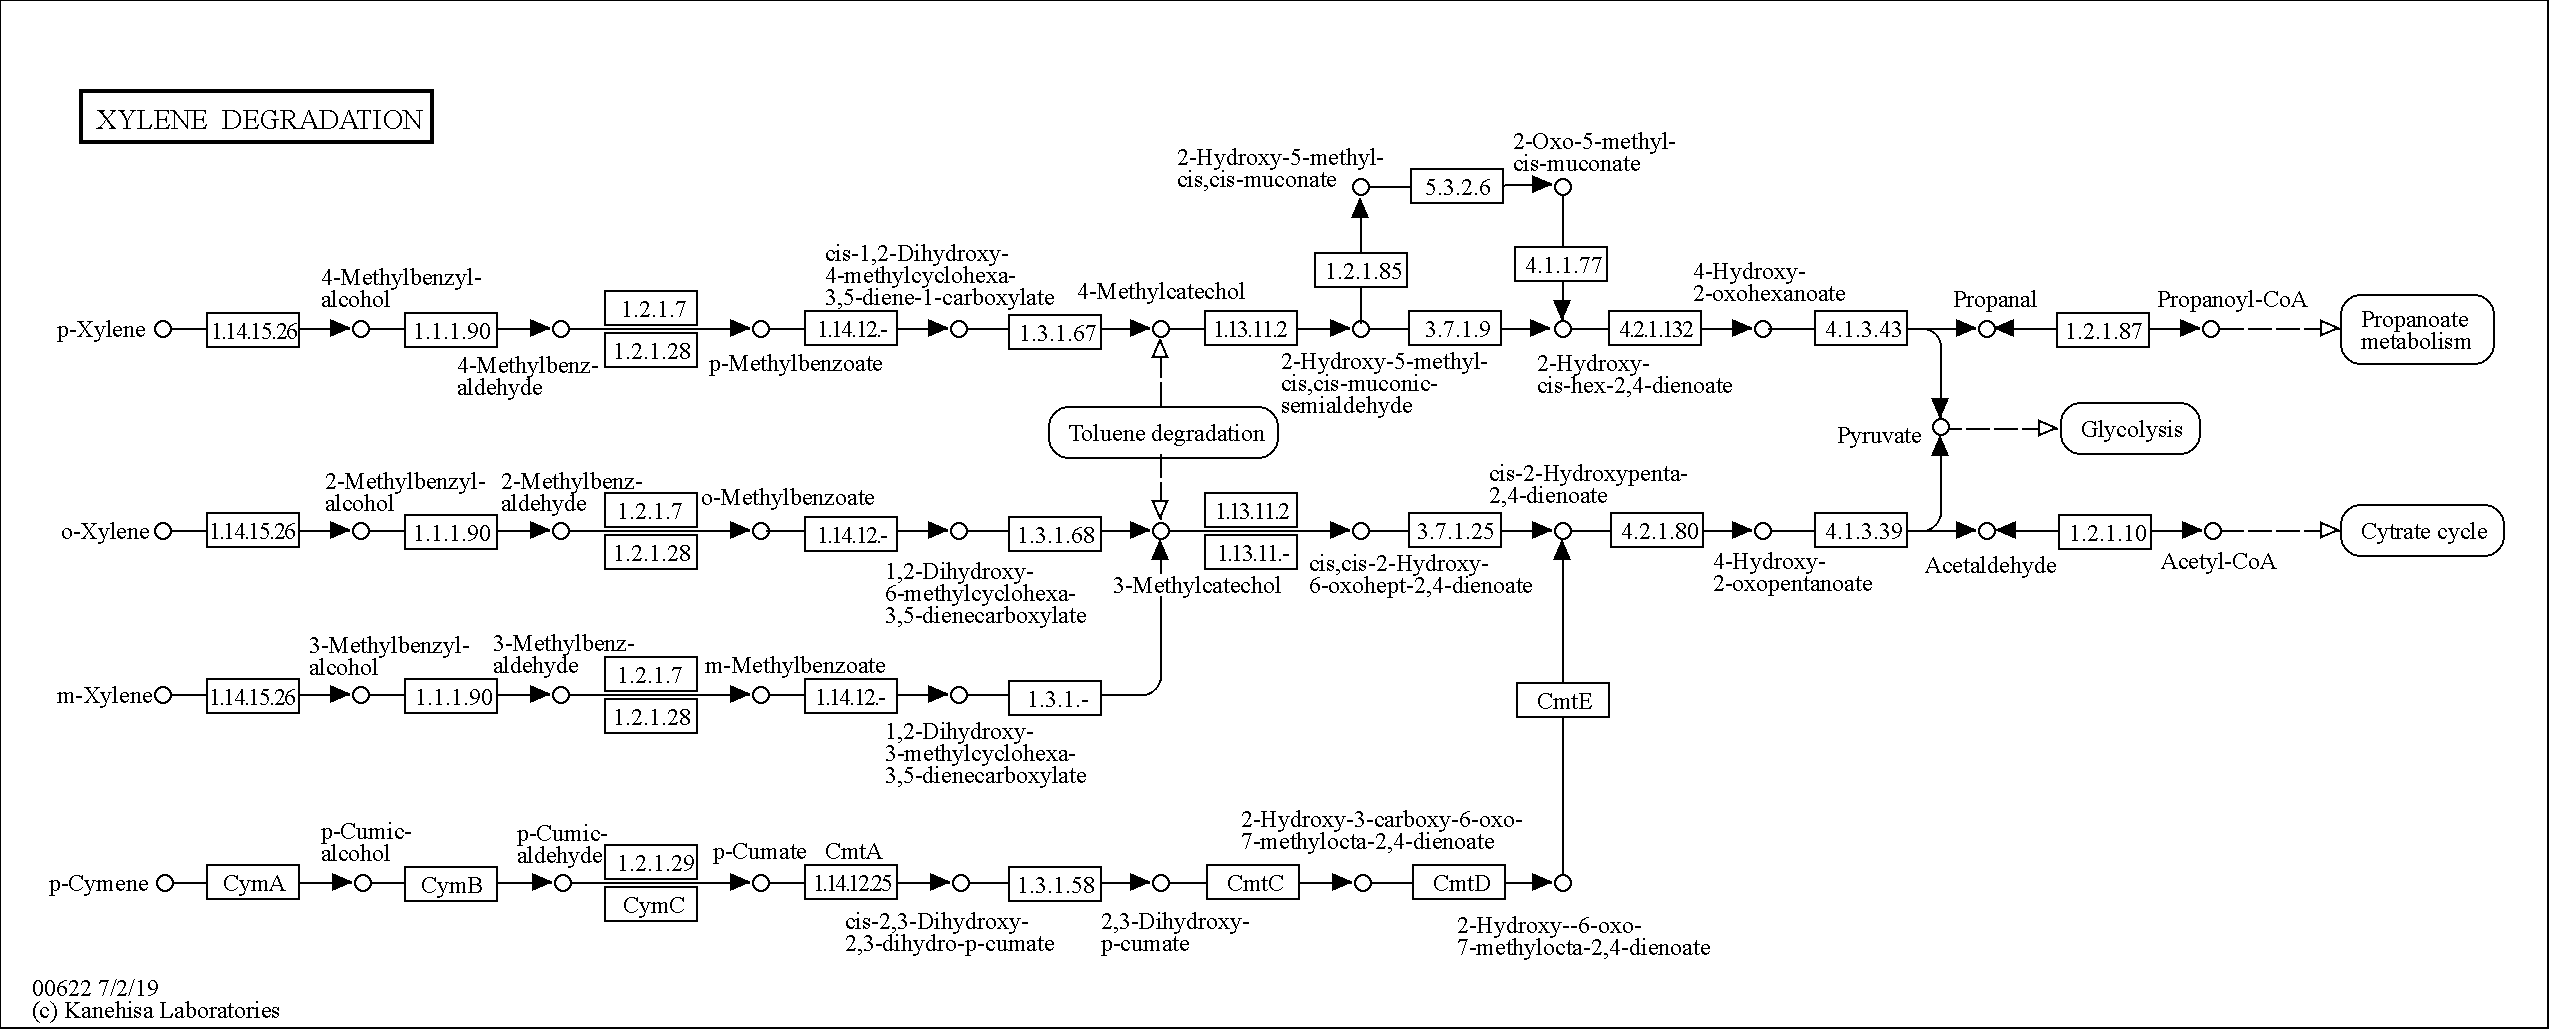 XYLENE DEGRADATION
2-Oxo-5-methyl-
cis-muconate
2-Hydroxy-5-methyl-
cis,cis-muconate
5.3.2.6
cis-1,2-Dihydroxy-
4-methylcyclohexa-
3,5-diene-1-carboxylate
1.2.1.85
4.1.1.77
4-Methylbenzyl-
alcohol
4-Methylcatechol
4-Hydroxy-
2-oxohexanoate
Propanal
Propanoyl-CoA
p-Xylene
1.14.15.26
1.1.1.90
1.2.1.7
1.2.1.28
1.14.12.-
1.3.1.67
1.13.11.2
3.7.1.9
4.2.1.132
4.1.3.43
1.2.1.87
Propanoate
metabolism
4-Methylbenz-
aldehyde
p-Methylbenzoate
2-Hydroxy-5-methyl-
cis,cis-muconic-
semialdehyde
2-Hydroxy-
cis-hex-2,4-dienoate
Toluene degradation
Pyruvate
Glycolysis
2-Methylbenzyl-
alcohol
2-Methylbenz-
aldehyde
o-Methylbenzoate
cis-2-Hydroxypenta-
2,4-dienoate
o-Xylene
1.14.15.26
1.1.1.90
1.2.1.7
1.2.1.28
1.14.12.-
1.3.1.68
1.13.11.2
1.13.11.-
3.7.1.25
4.2.1.80
4.1.3.39
1.2.1.10
Cytrate cycle
1,2-Dihydroxy-
6-methylcyclohexa-
3,5-dienecarboxylate
3-Methylcatechol
cis,cis-2-Hydroxy-
6-oxohept-2,4-dienoate
4-Hydroxy-
2-oxopentanoate
Acetaldehyde
Acetyl-CoA
3-Methylbenzyl-
alcohol
3-Methylbenz-
aldehyde
m-Methylbenzoate
m-Xylene
1.14.15.26
1.1.1.90
1.2.1.7
1.2.1.28
1.14.12.-
1.3.1.-
CmtE
1,2-Dihydroxy-
3-methylcyclohexa-
3,5-dienecarboxylate
p-Cumic-
alcohol
p-Cumic-
aldehyde
p-Cumate
CmtA
2-Hydroxy-3-carboxy-6-oxo-
7-methylocta-2,4-dienoate
p-Cymene
CymA
CymB
1.2.1.29
CymC
1.14.12.25
1.3.1.58
CmtC
CmtD
cis-2,3-Dihydroxy-
2,3-dihydro-p-cumate
2,3-Dihydroxy-
p-cumate
2-Hydroxy--6-oxo-
7-methylocta-2,4-dienoate
00622 7/2/19
(c) Kanehisa Laboratories